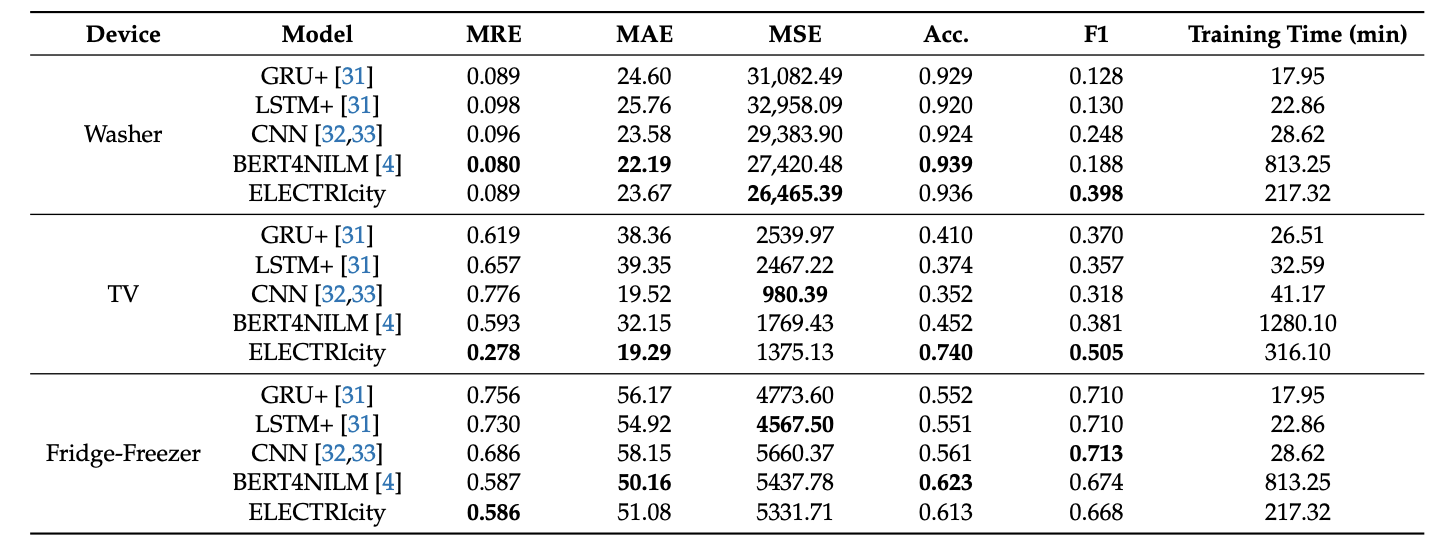 Device Model MRE MAE MSE Acc. F1 Training Time (min)
GRU+ [31] 0.089 24.60 31,082.49 0.929 0.128 17.95
LSTM+ [31] 0.098 25.76 32,958.09 0.920 0.130 22.86
Washer CNN [32,33] 0.096 23.58 29,383.90 0.924 0.248 28.62
BERT4NILM [4] 0.080 22.19 27,420.48 0.939 0.188 813.25
ELECTRIcity 0.089 23.67 26,465.39 0.936 0.398 217.32
GRU+ [31] 0.619 38.36 2539.97 0.410 0.370 26.51
LSTM+ [31] 0.657 39.35 2467.22 0.374 0.357 32.59
TV CNN [32,33] 0.776 19.52 980.39 0.352 0.318 41.17
BERT4NILM [4] 0.593 32.15 1769.43 0.452 0.381 1280.10
ELECTRIcity 0.278 19.29 1375.13 0.740 0.505 316.10
GRU+ [31] 0.756 56.17 4773.60 0.552 0.710 17.95
LSTM+ [31] 0.730 54.92 4567.50 0.551 0.710 22.86
Fridge-Freezer CNN [32,33] 0.686 58.15 5660.37 0.561 0.713 28.62
BERT4NILM [4] 0.587 50.16 5437.78 0.623 0.674 813.25
ELECTRIcity 0.586 51.08 5331.71 0.613 0.668 217.32